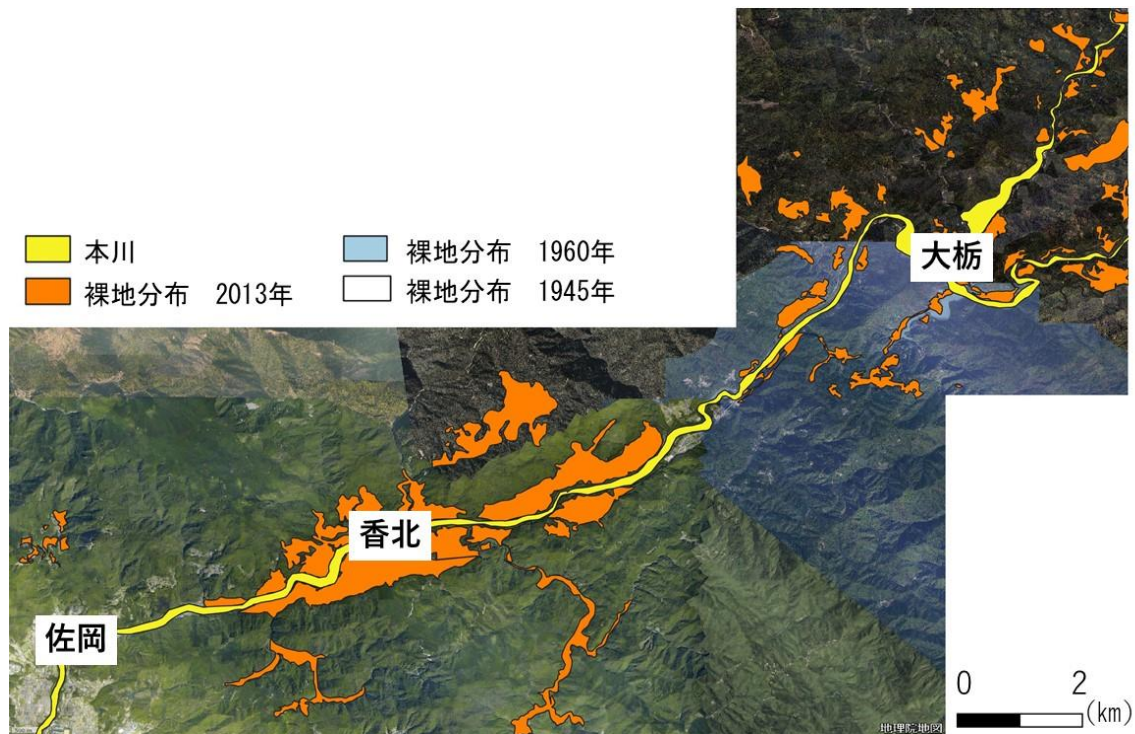 本川
裸地分布 2013年
裸地分布 1960年
裸地分布 1945年
大栃
香北
佐岡
0 2
(km)
地理院地図